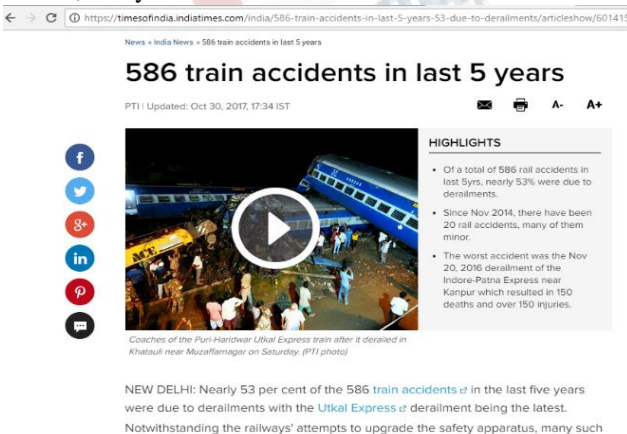 https://timesofindia.indiatimes.com/india/586-train-accidents-in-last-5-years-53-due-to-derailments/articleshow/601415
News » India News » 586 train accidents in last 5 years
586 train accidents in last 5 years
PTI | Updated: Oct 30, 2017, 17:34 IST
A- A+
HIGHLIGHTS
• Of a total of 586 rail accidents in
last 5yrs, nearly 53% were due to
derailments.
• Since Nov 2014, there have been
20 rail accidents, many of them
minor.
• The worst accident was the Nov
20, 2016 derailment of the
Indore-Patna Express near
Kanpur which resulted in 150
deaths and over 150 injuries.
f
8+
in
ACE
Coaches of the Puri-Haridwar Utkal Express train after it derailed in
Khatauli near Muzaffarnagar on Saturday. (PTI photo)
NEW DELHI: Nearly 53 per cent of the 586 train accidents in the last five years
were due to derailments with the Utkal Express derailment being the latest.
Notwithstanding the railways' attempts to upgrade the safety apparatus, many such